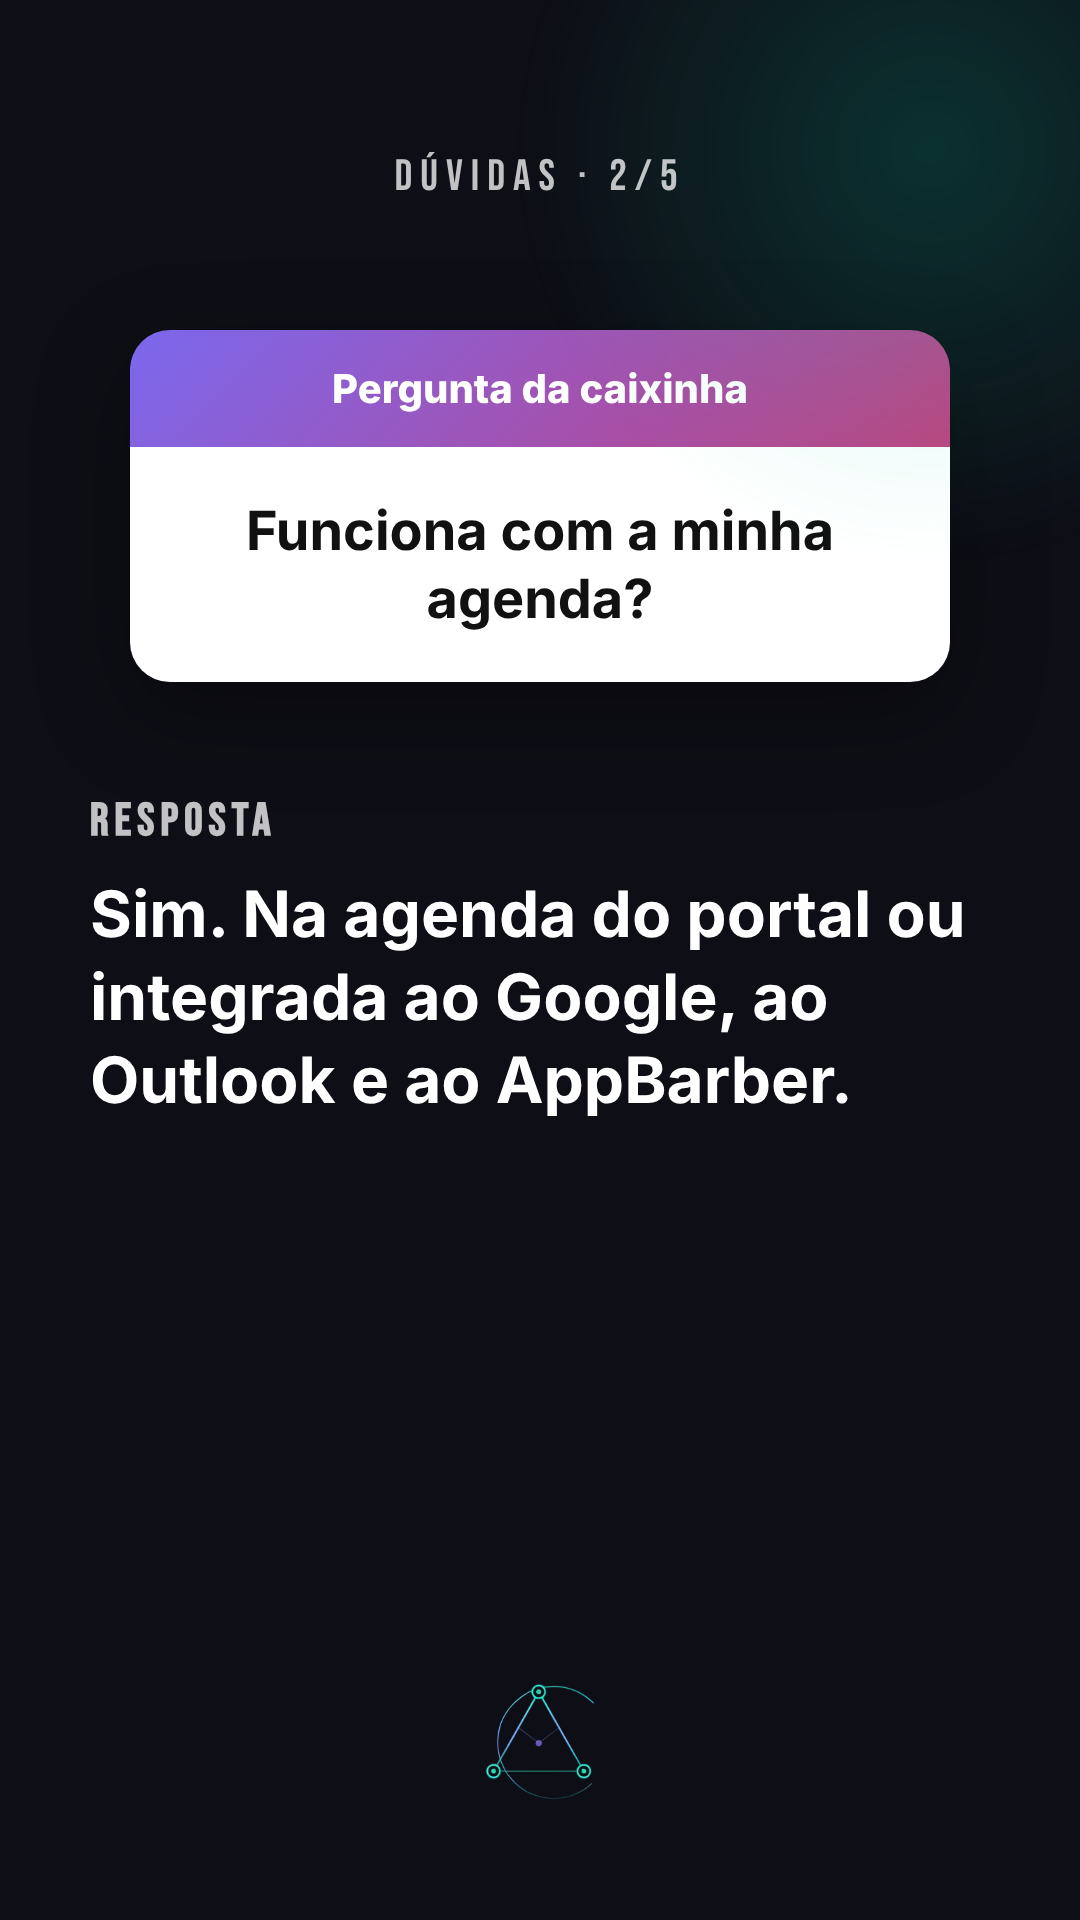 DÚVIDAS · 2/5
Pergunta da caixinha
Funciona com a minha
agenda?
RESPOSTA
Sim. Na agenda do portal ou
integrada ao Google, ao
Outlook e ao AppBarber.